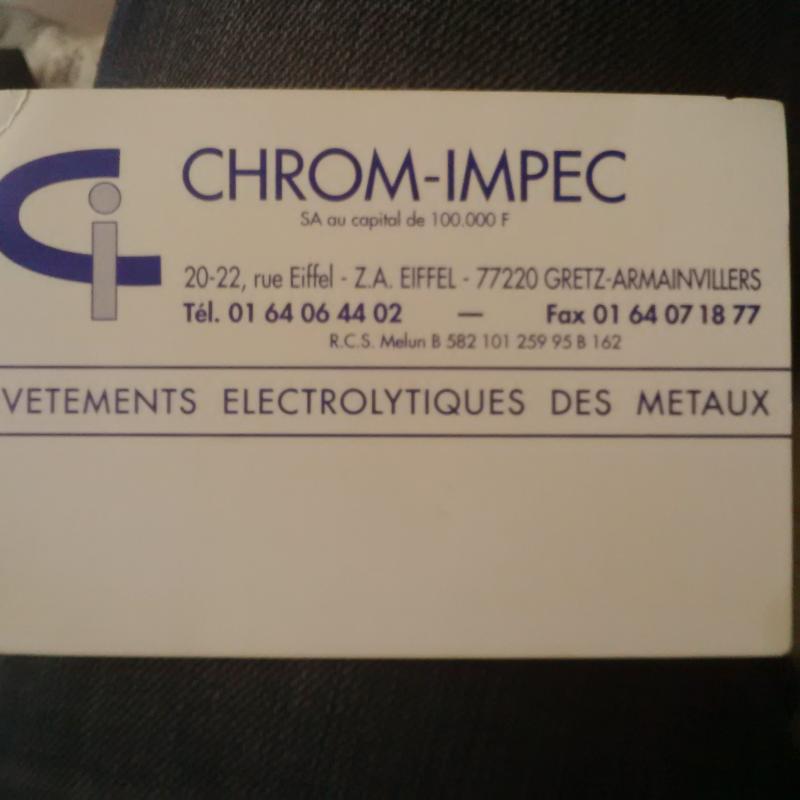 Ci
CHROM-IMPEC
SA au capital de 100.000 F
20-22, rue Eiffel - Z.A. EIFFEL - 77220 GRETZ-ARMAINVILLERS
Tél. 01 64 06 44 02 — Fax 01 64 07 18 77
R.C.S. Melun B 582 101 259 95 B 162
VETEMENTS ELECTROLYTIQUES DES METAUX